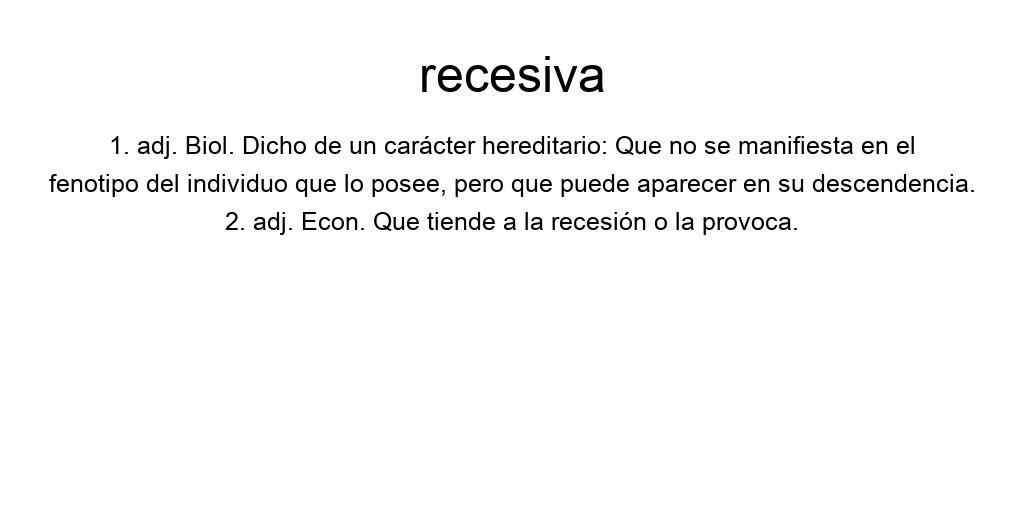 recesiva
1. adj. Biol. Dicho de un carácter hereditario: Que no se manifiesta en el
fenotipo del individuo que lo posee, pero que puede aparecer en su descendencia.
2. adj. Econ. Que tiende a la recesión o la provoca.